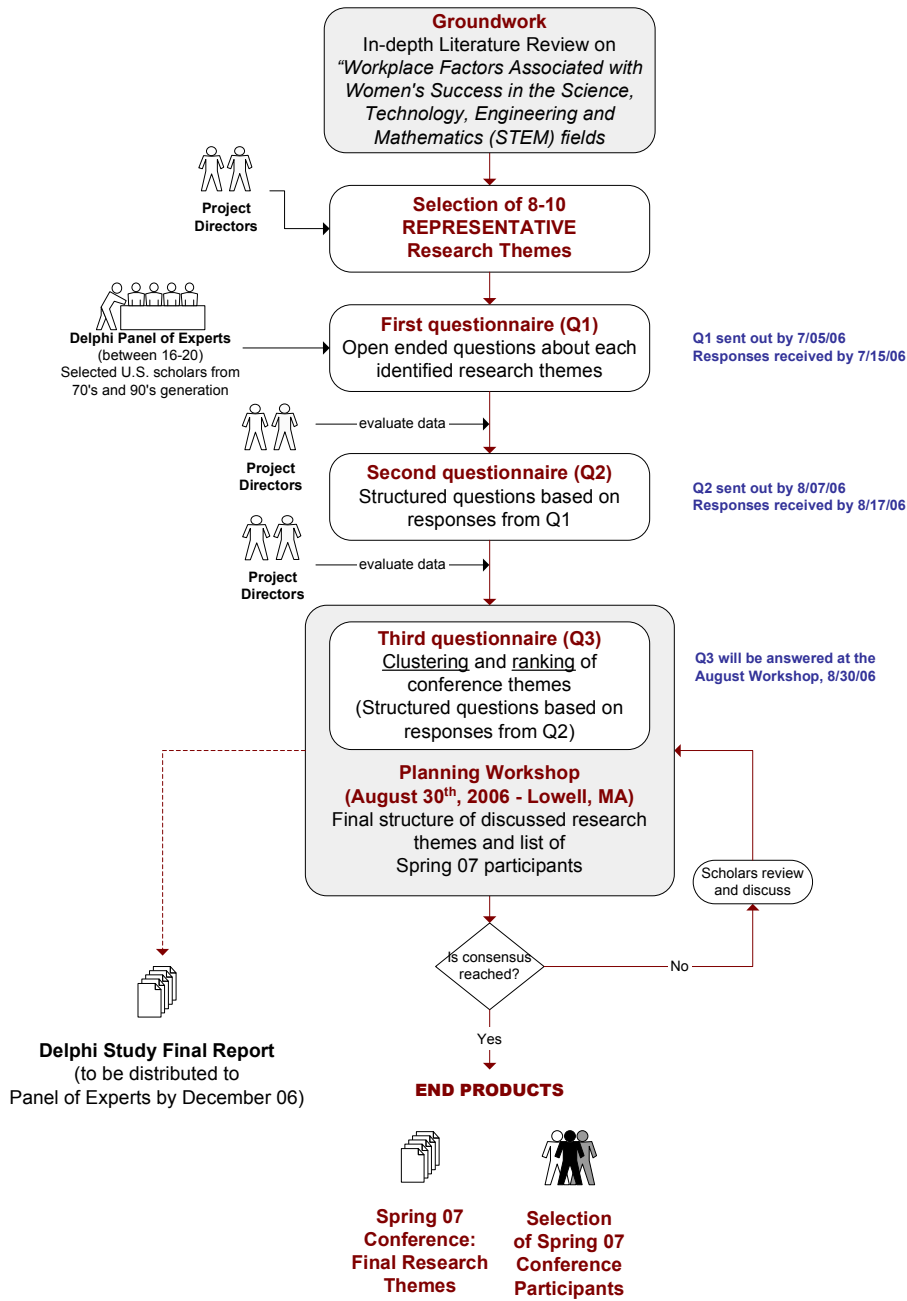 Groundwork
In-depth Literature Review on
“Workplace Factors Associated with
Women's Success in the Science,
Technology, Engineering and
Mathematics (STEM) fields
Project
Directors
Selection of 8-10
REPRESENTATIVE
Research Themes
Delphi Panel of Experts
(between 16-20)
Selected U.S. scholars from
70's and 90's generation
First questionnaire (Q1)
Open ended questions about each
identified research themes
Q1 sent out by 7/05/06
Responses received by 7/15/06
Project
Directors
evaluate data
Second questionnaire (Q2)
Structured questions based on
responses from Q1
Q2 sent out by 8/07/06
Responses received by 8/17/06
Project
Directors
evaluate data
Third questionnaire (Q3)
Clustering and ranking of
conference themes
(Structured questions based on
responses from Q2)
Q3 will be answered at the
August Workshop, 8/30/06
Planning Workshop
(August 30th, 2006 - Lowell, MA)
Final structure of discussed research
themes and list of
Spring 07 participants
Scholars review
and discuss
Is consensus
reached?
No
Yes
Delphi Study Final Report
(to be distributed to
Panel of Experts by December 06)
END PRODUCTS
Spring 07
Conference:
Final Research
Themes
Selection
of Spring 07
Conference
Participants